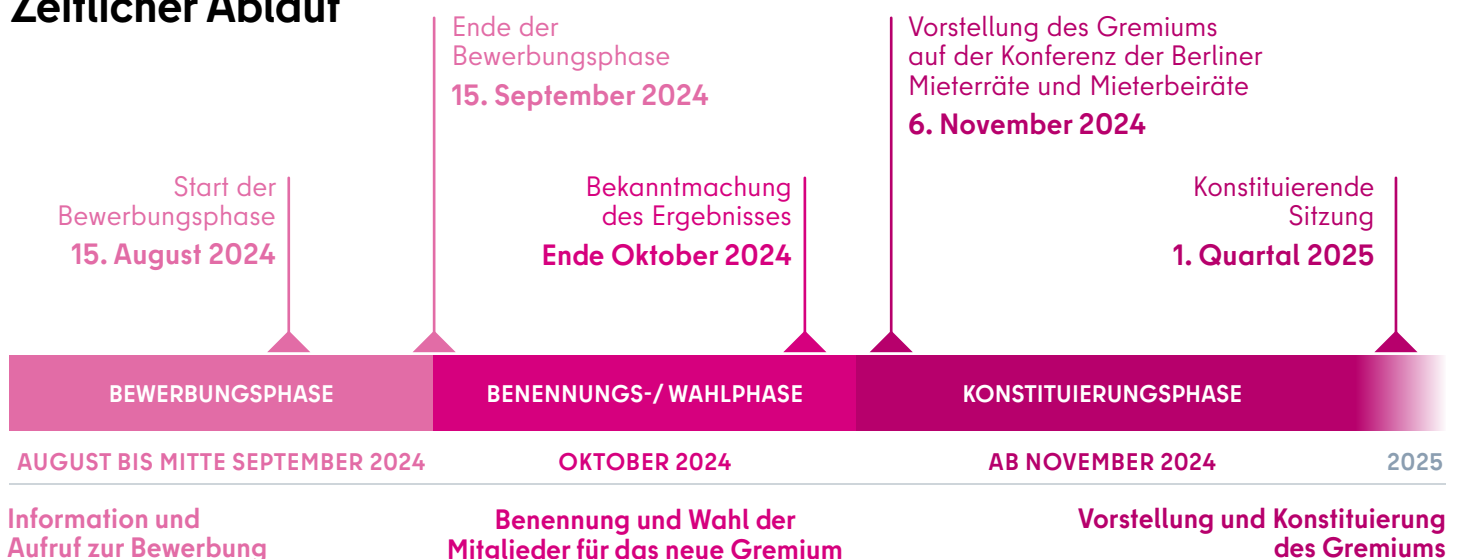 Zeitlicher Ablauf
Ende der
Bewerbungsphase
15. September 2024
Vorstellung des Gremiums
auf der Konferenz der Berliner
Mieterräte und Mieterbeiräte
6. November 2024
Start der
Bewerbungsphase
15. August 2024
Bekanntmachung
des Ergebnisses
Ende Oktober 2024
Konstituierende
Sitzung
1. Quartal 2025
BEWERBUNGSPHASE
BENENNUNGS-/ WAHLPHASE
KONSTITUIERUNGSPHASE
AUGUST BIS MITTE SEPTEMBER 2024
OKTOBER 2024
AB NOVEMBER 2024
2025
Information und
Aufruf zur Bewerbung
Benennung und Wahl der
Mitglieder für das neue Gremium
Vorstellung und Konstituierung
des Gremiums